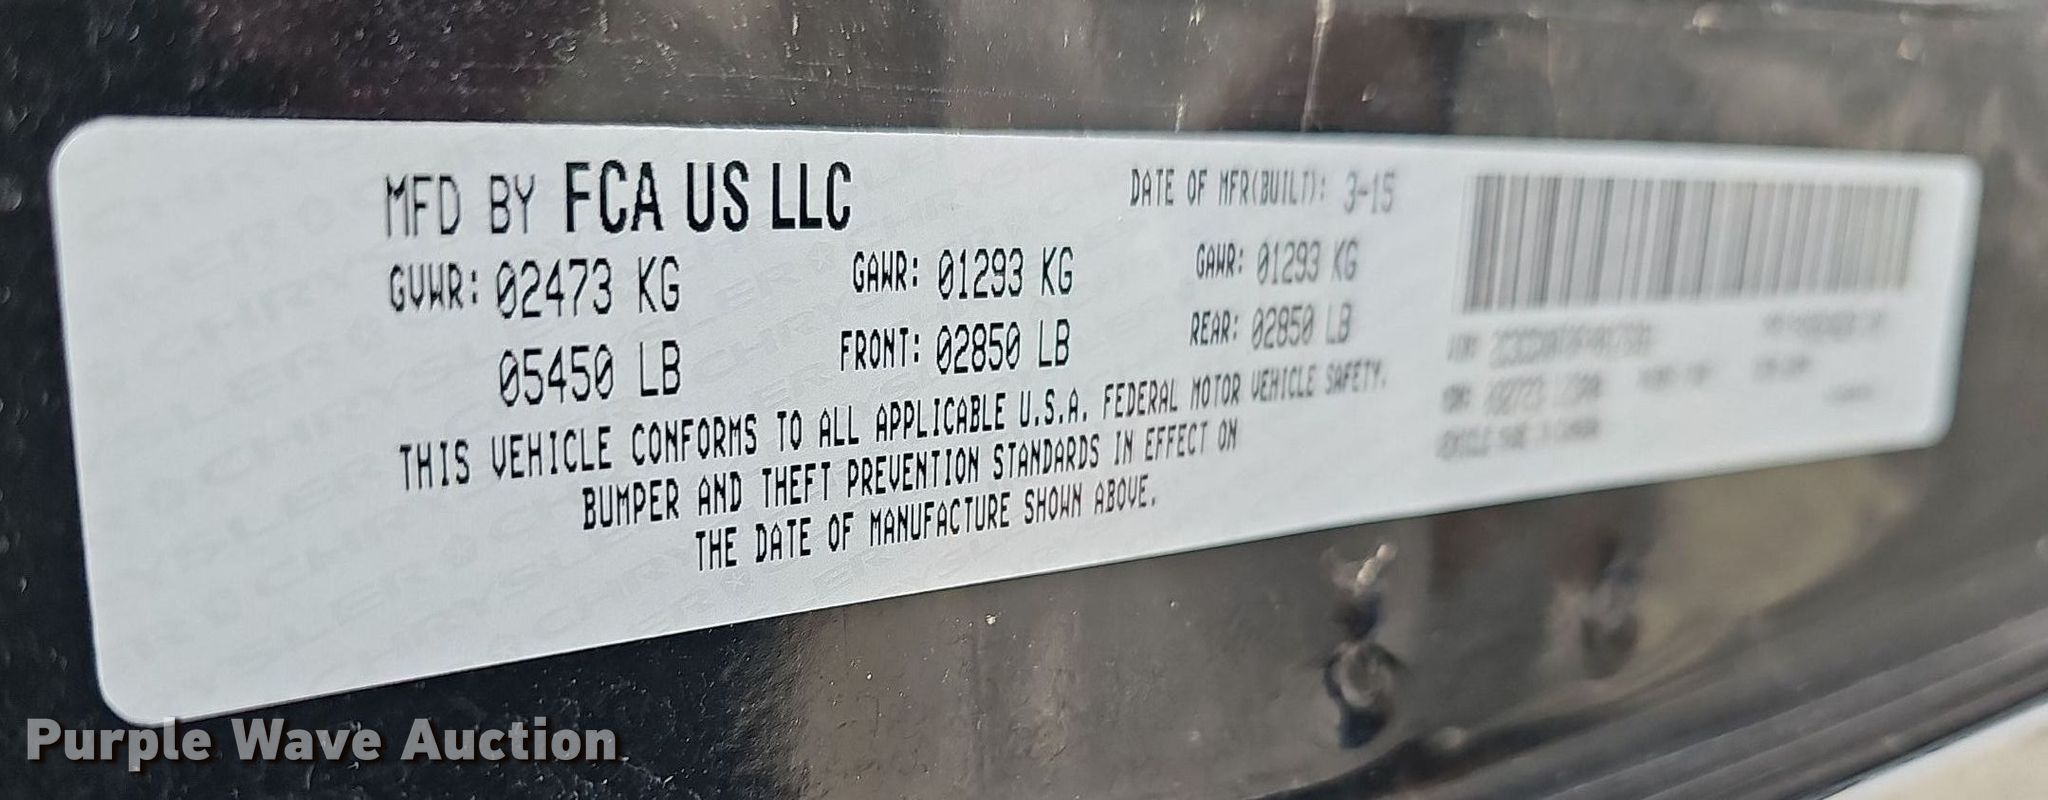 MFD BY FCA US LLC DATE OF MFR(BUILT): 3-15
GVWR: 02473 KG GAWR: 01293 KG GAWR: 01293 KG
05450 LB FRONT: 02850 LB REAR: 02850 LB
THIS VEHICLE CONFORMS TO ALL APPLICABLE U.S.A. FEDERAL MOTOR VEHICLE SAFETY,
BUMPER AND THEFT PREVENTION STANDARDS IN EFFECT ON
THE DATE OF MANUFACTURE SHOWN ABOVE.
Purple Wave Auction